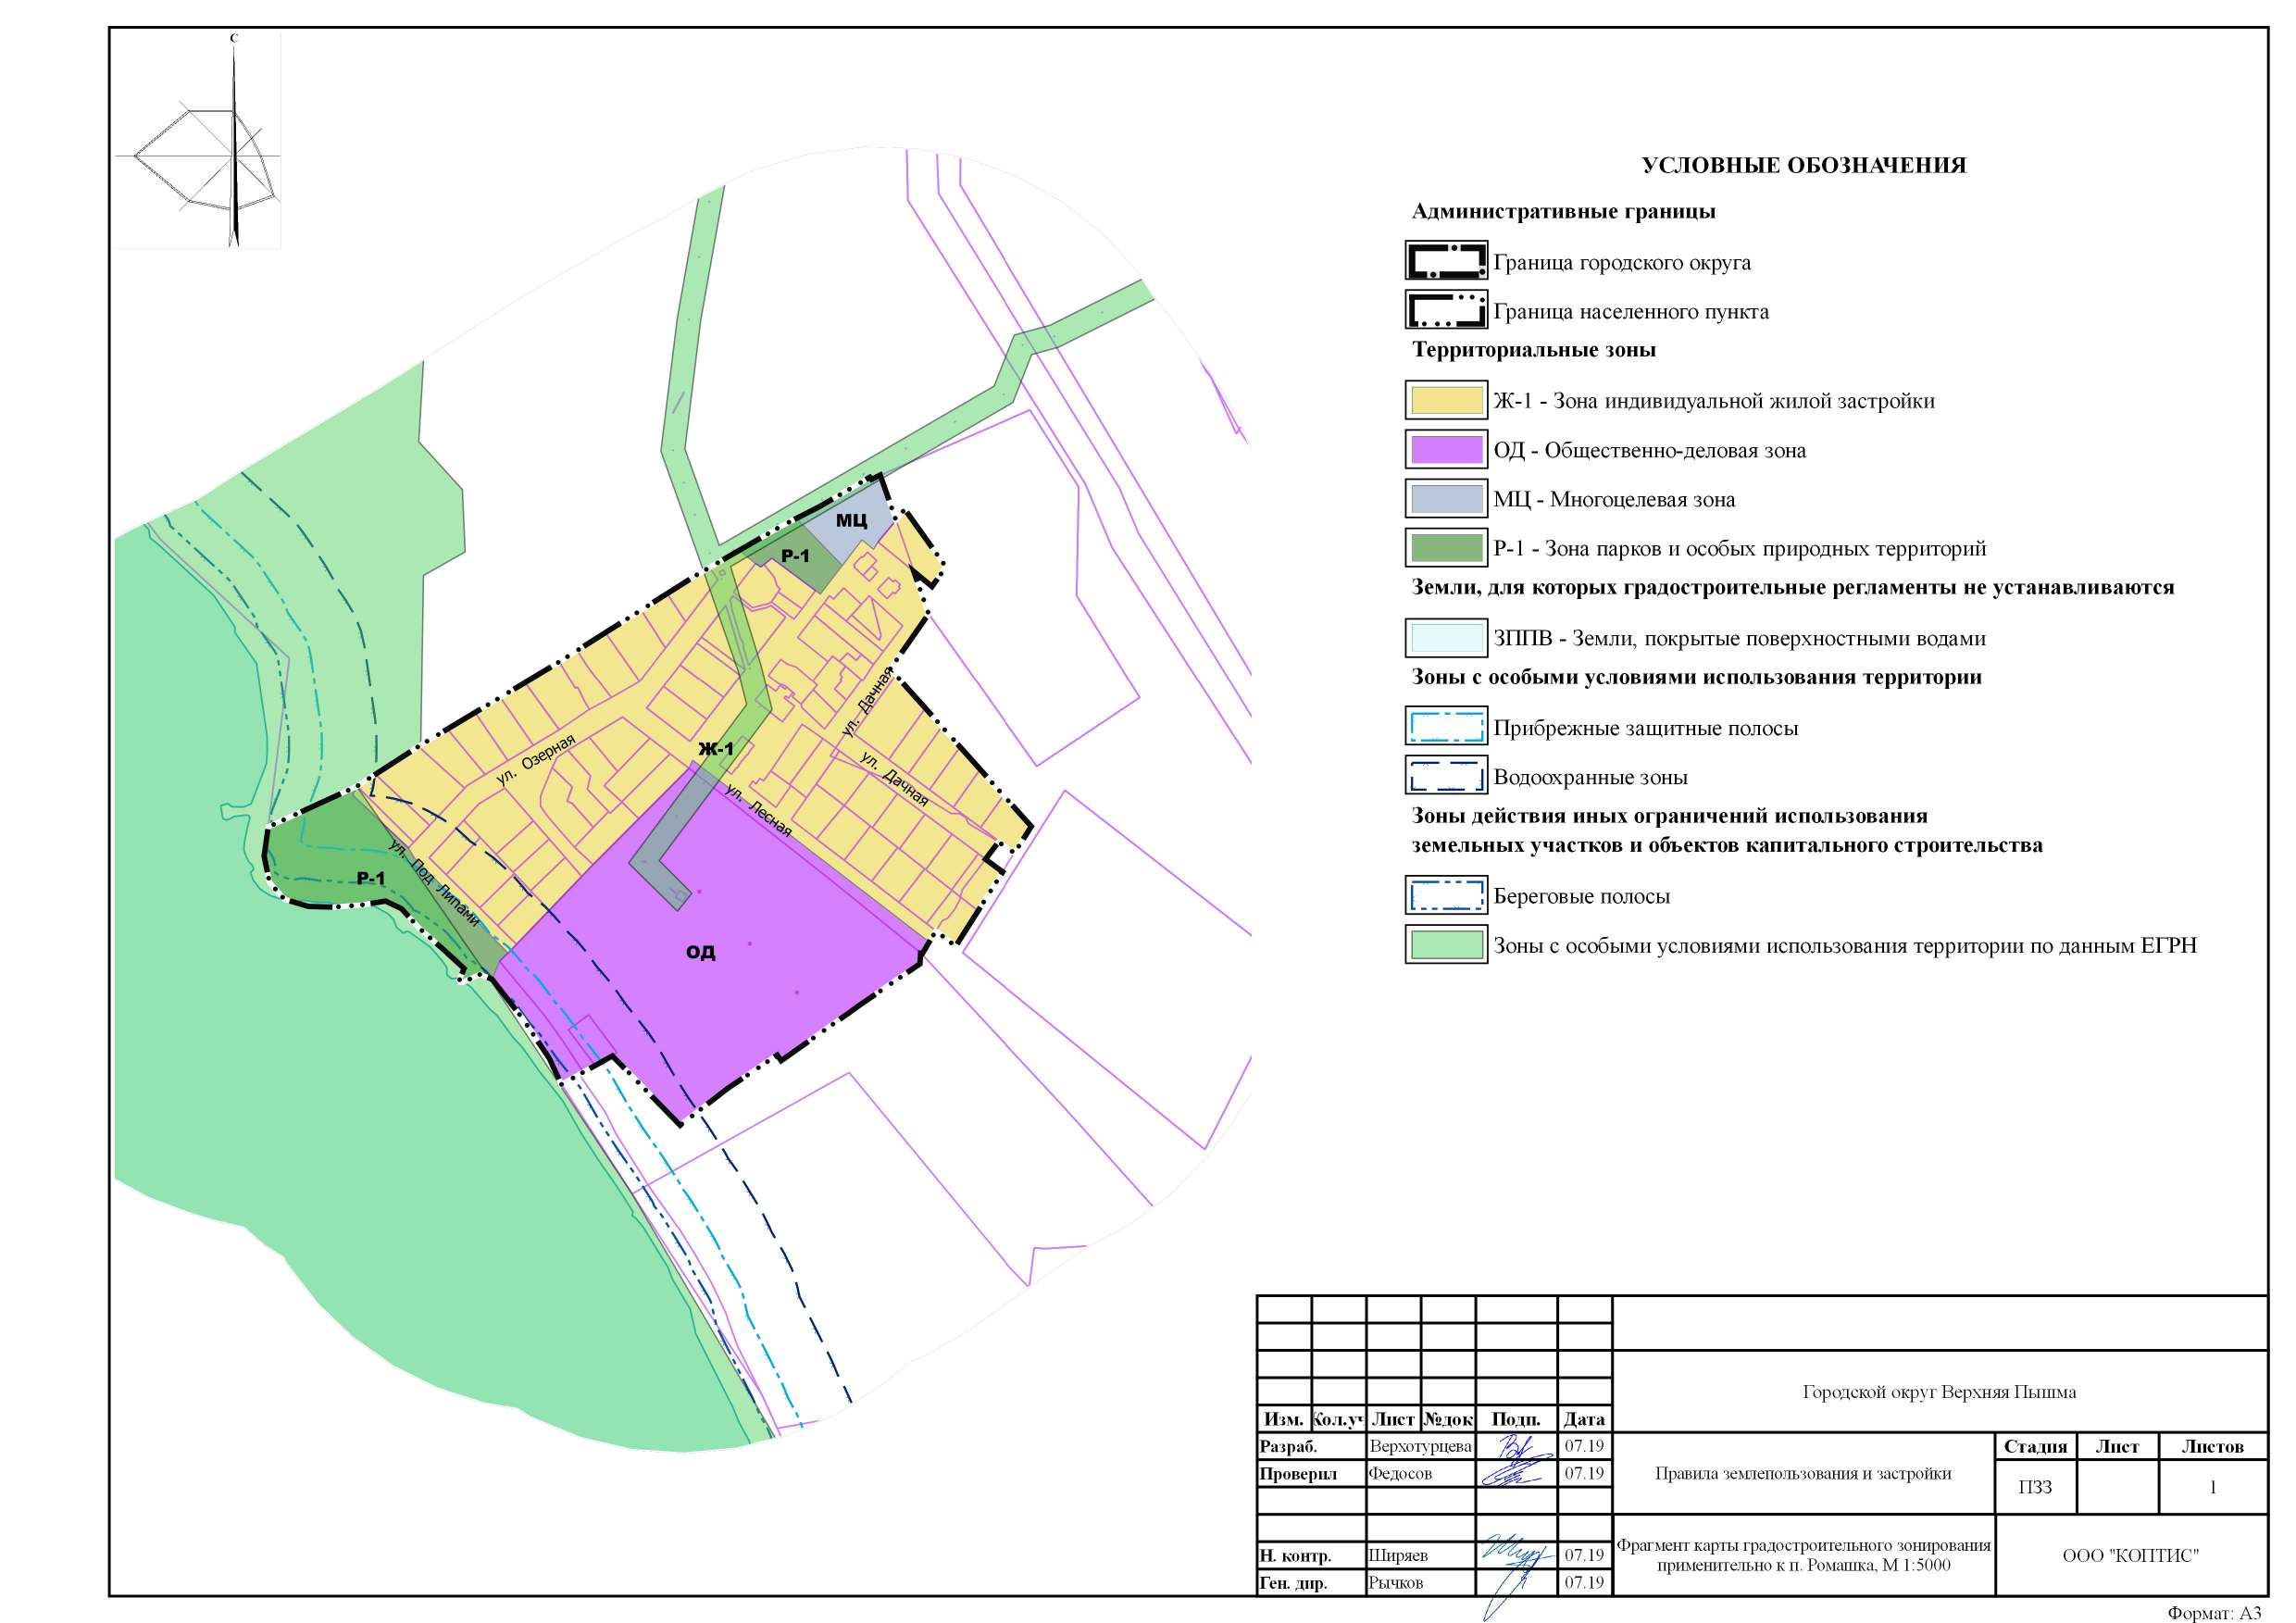 С
УСЛОВНЫЕ ОБОЗНАЧЕНИЯ
Административные границы
Граница городского округа
Граница населенного пункта
Территориальные зоны
Ж-1 - Зона индивидуальной жилой застройки
ОД - Общественно-деловая зона
МЦ - Многоцелевая зона
Р-1 - Зона парков и особых природных территорий
Земли, для которых градостроительные регламенты не устанавливаются
ЗППВ - Земли, покрытые поверхностными водами
Зоны с особыми условиями использования территории
Прибрежные защитные полосы
Водоохранные зоны
Зоны действия иных ограничений использования
земельных участков и объектов капитального строительства
Береговые полосы
Зоны с особыми условиями использования территории по данным ЕГРН
МЦ
Р-1
ул. Дачная
Ж-1
ул. Озерная
ул. Дачная
ул. Лесная
ул. Под Липами
Р-1
ОД
Городской округ Верхняя Пышма
Изм. Кол.уч Лист №док Подп. Дата
Разраб. Верхотурцева 07.19
Проверил Федосов 07.19
Правила землепользования и застройки
Стадия Лист Листов
ПЗЗ 1
Н. контр. Ширяев 07.19
Ген. дир. Рычков 07.19
Фрагмент карты градостроительного зонирования
применительно к п. Ромашка, М 1:5000
ООО "КОПТИС"
Формат: А3